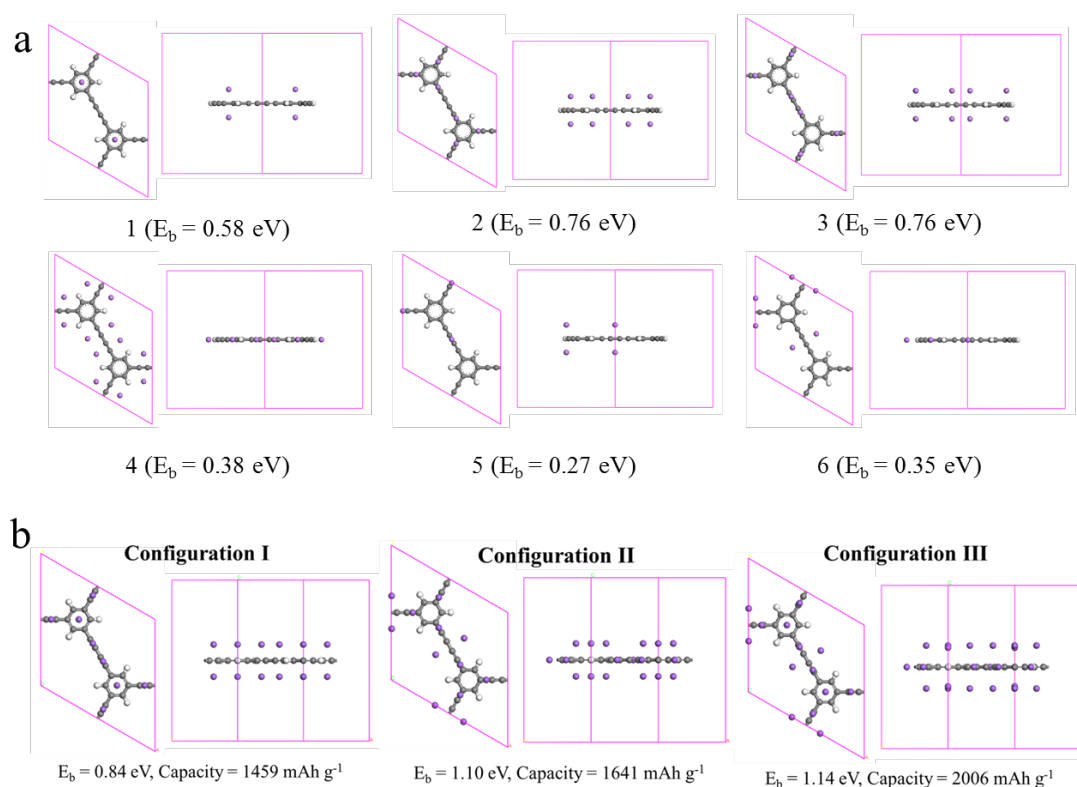 a
1 (E_b = 0.58 eV) 2 (E_b = 0.76 eV) 3 (E_b = 0.76 eV)
4 (E_b = 0.38 eV) 5 (E_b = 0.27 eV) 6 (E_b = 0.35 eV)
b
Configuration I Configuration II Configuration III
E_b = 0.84 eV, Capacity = 1459 mAh g⁻¹ E_b = 1.10 eV, Capacity = 1641 mAh g⁻¹ E_b = 1.14 eV, Capacity = 2006 mAh g⁻¹